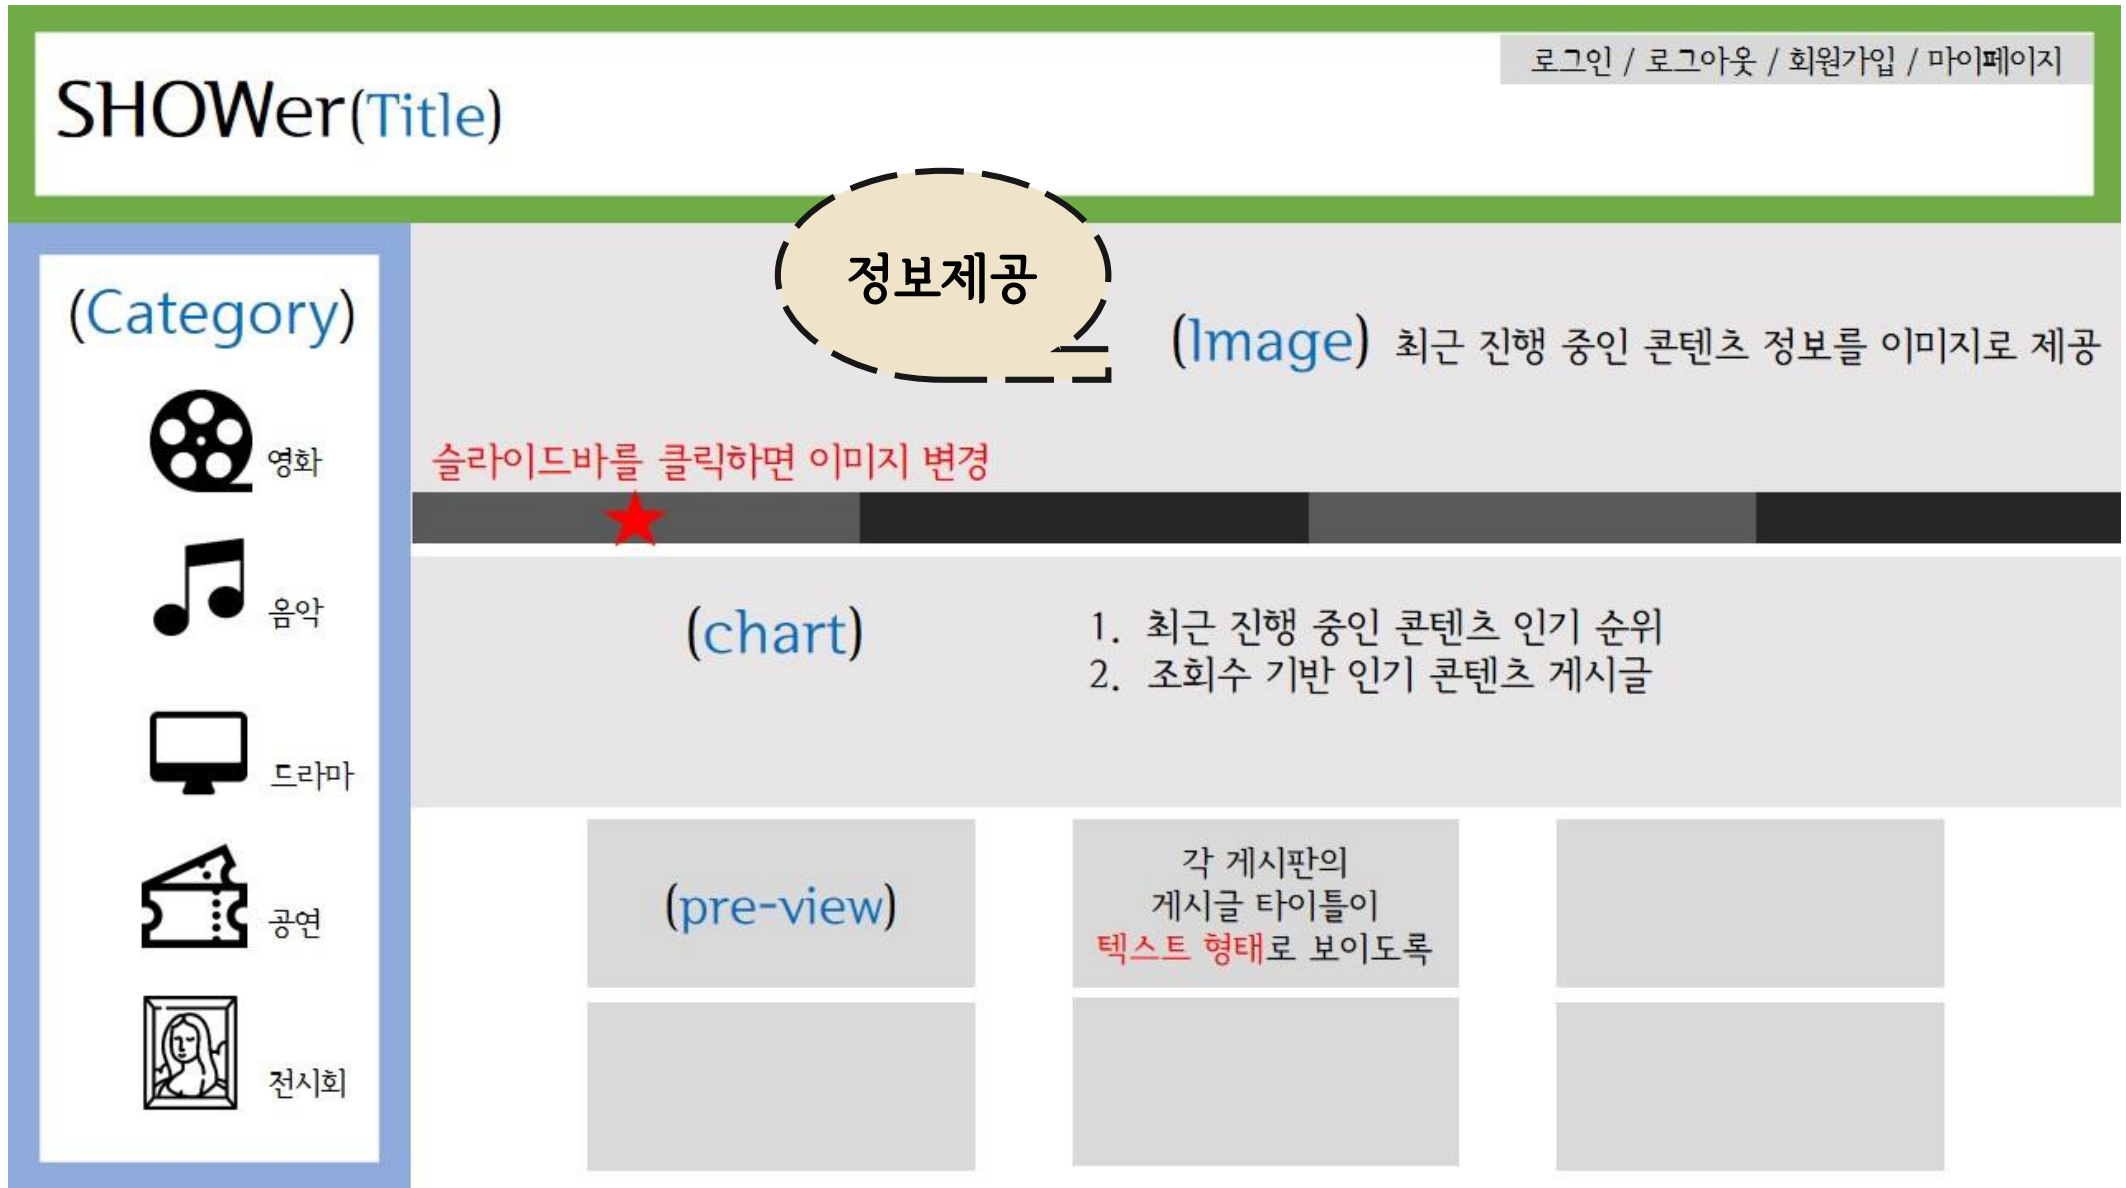 로그인 / 로그아웃 / 회원가입 / 마이페이지
SHOWer(Title)
정보제공
(Category)
(Image) 최근 진행 중인 콘텐츠 정보를 이미지로 제공
영화
슬라이드바를 클릭하면 이미지 변경
음악
(chart)
1. 최근 진행 중인 콘텐츠 인기 순위
2. 조회수 기반 인기 콘텐츠 게시글
드라마
공연
(pre-view)
각 게시판의
게시글 타이틀이
텍스트 형태로 보이도록
전시회